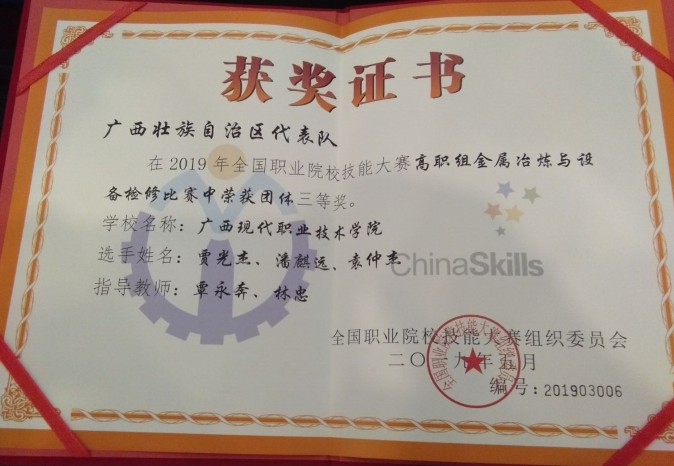 获奖证书
广西壮族自治区代表队
在2019年全国职业院校技能大赛高职组金属冶炼与设
备检修比赛中荣获团体三等奖。
学校名称：广西现代职业技术学院
选手姓名：贾光杰、潘麒远、袁仲杰
指导教师：覃永奔、林忠
ChinaSkills
全国职业院校技能大赛组织委员会
二〇一九年五月
编号：201903006